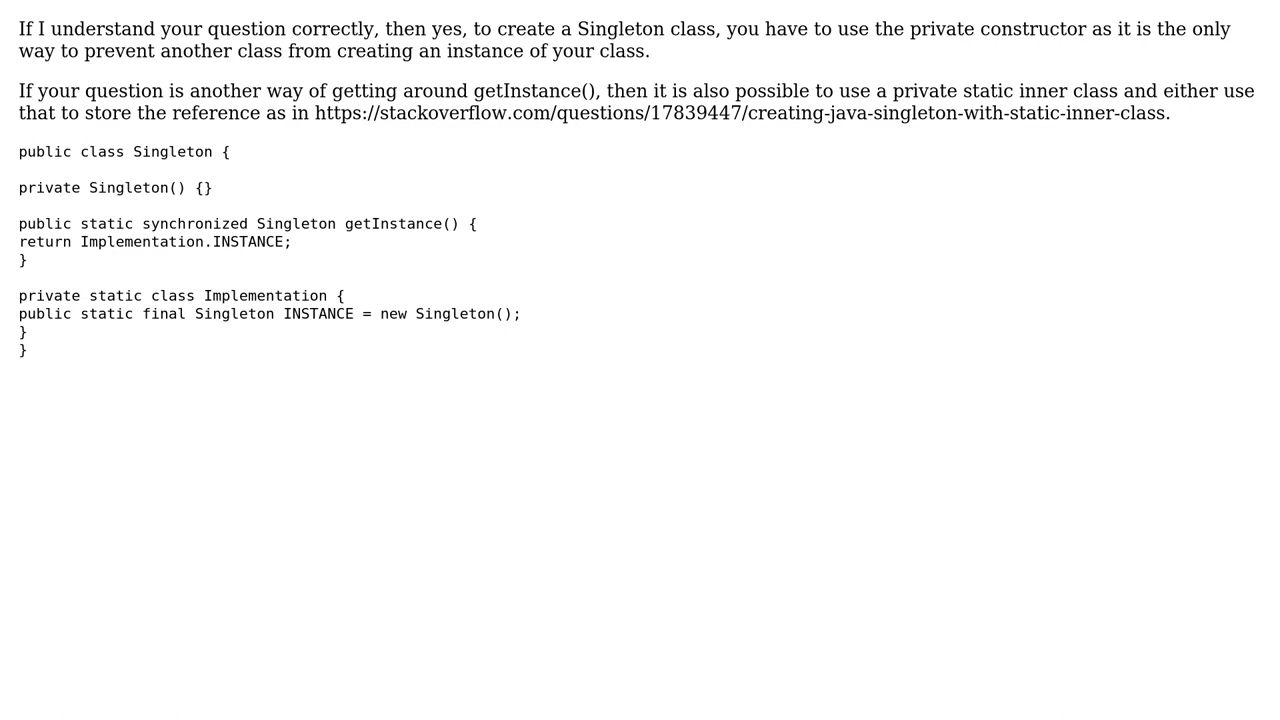 If I understand your question correctly, then yes, to create a Singleton class, you have to use the private constructor as it is the only
way to prevent another class from creating an instance of your class.
If your question is another way of getting around getInstance(), then it is also possible to use a private static inner class and either use
that to store the reference as in https://stackoverflow.com/questions/17839447/creating-java-singleton-with-static-inner-class.
public class Singleton {
private Singleton() {}
public static synchronized Singleton getInstance() {
return Implementation.INSTANCE;
}
private static class Implementation {
public static final Singleton INSTANCE = new Singleton();
}
}